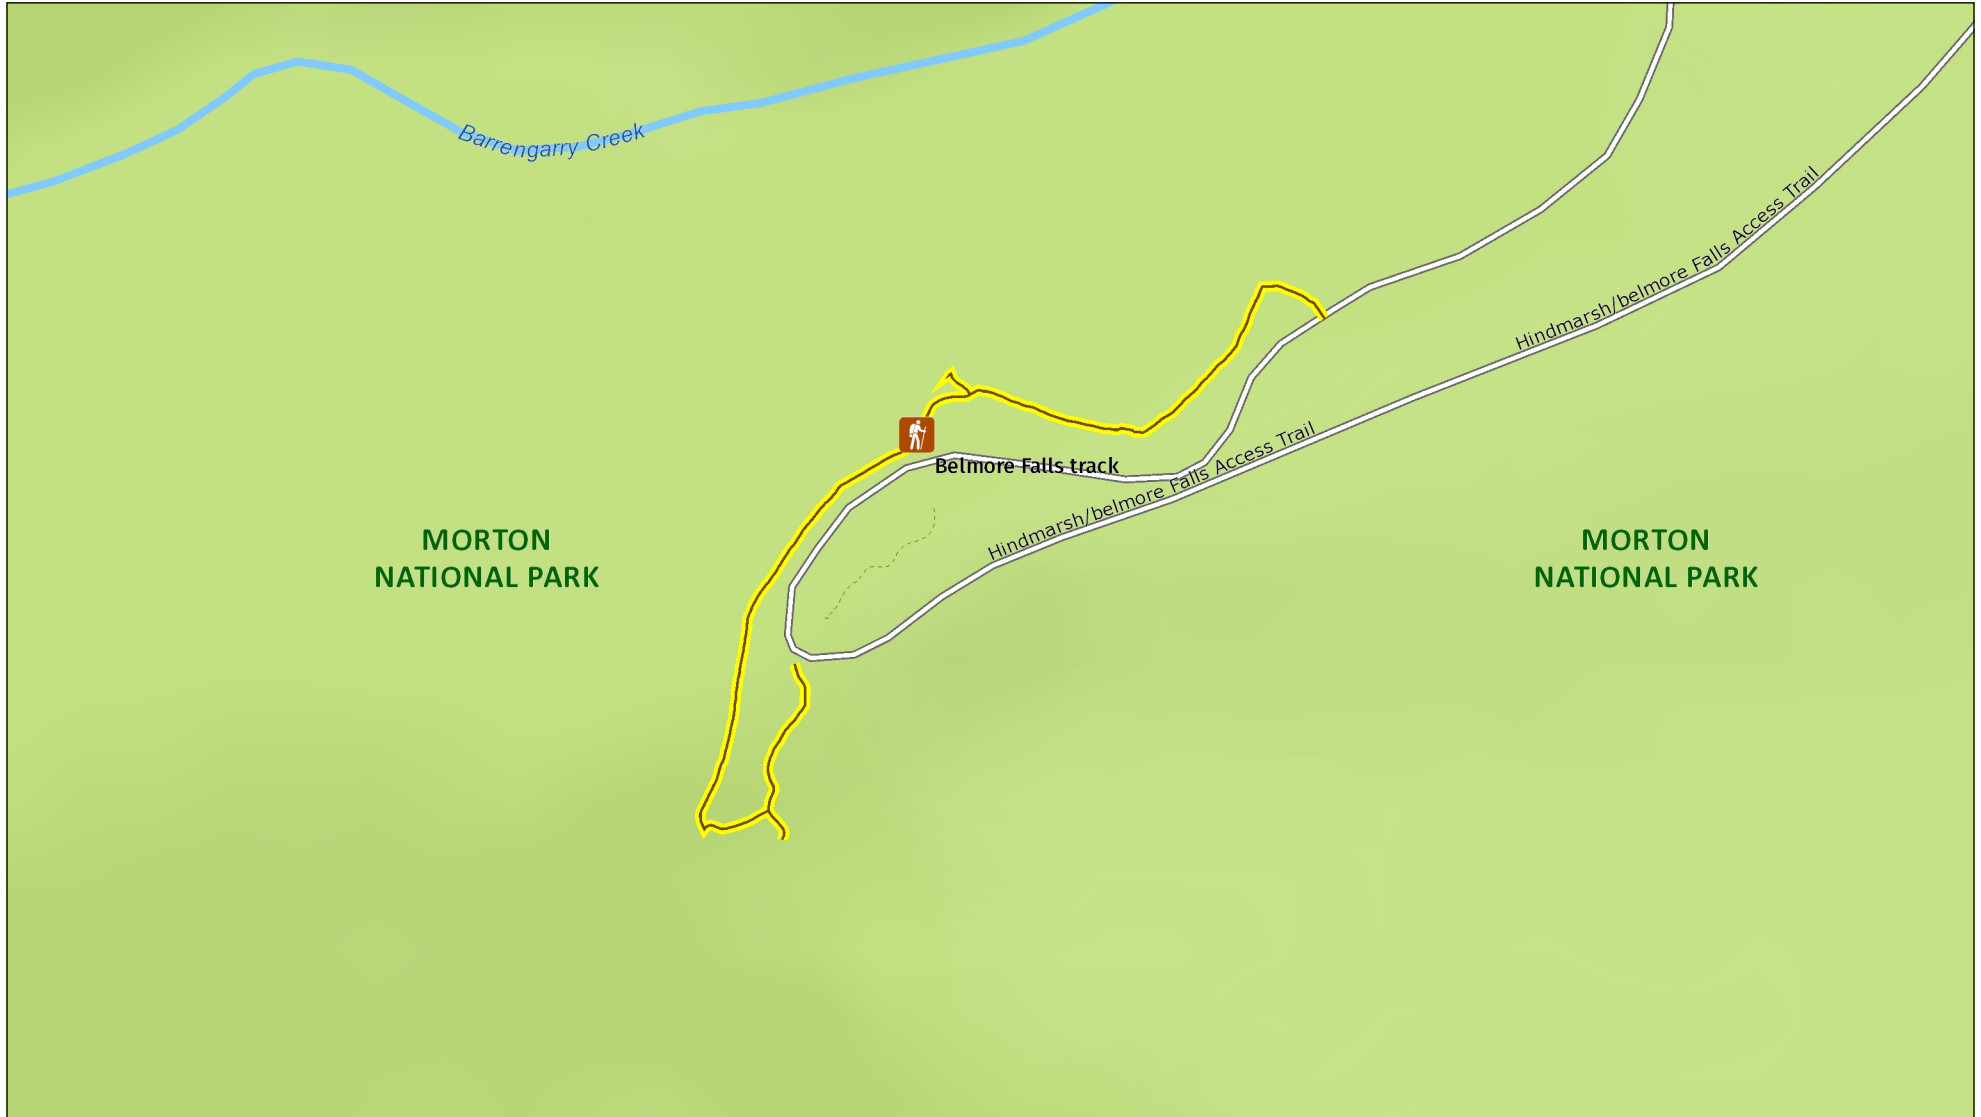 Barrengarry Creek
Hindmarsh/belmore Falls Access Trail
Belmore Falls track
Hindmarsh/belmore Falls Access Trail
MORTON
NATIONAL PARK
MORTON
NATIONAL PARK